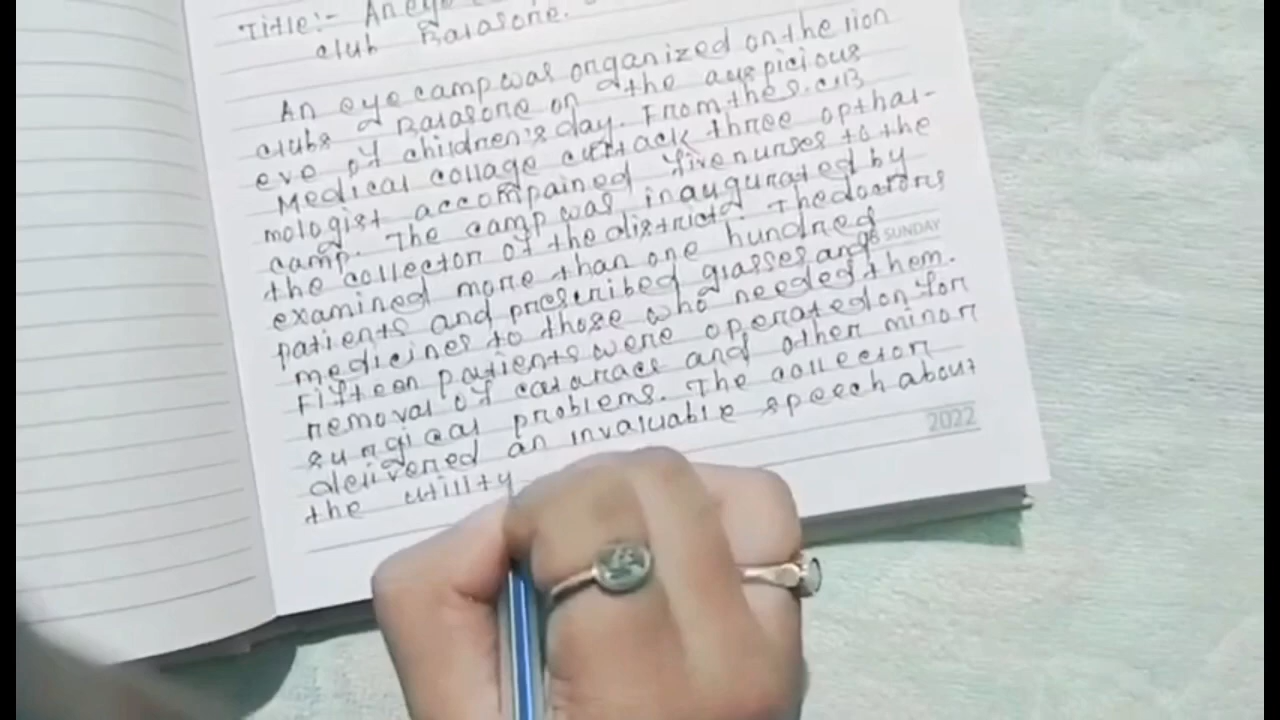 Title:- An eye
club Balasore.
An eye camp was organized on the lion
clubs of Balasore on the auspicious
eve of children's day. From the S.C.B
Medical collage cuttack three opthal-
mologist accompained five nurses to the
camp. The camp was inaugurated by
the collector of the district. The doctors
examined more than one hundred
patients and prescribed glasses and
medicines to those who needed them.
Fifteen patients were operated on for
removal of cataract and other minor
surgical problems. The collector
delivered an invaluable speech about
the utility
SUNDAY
2022